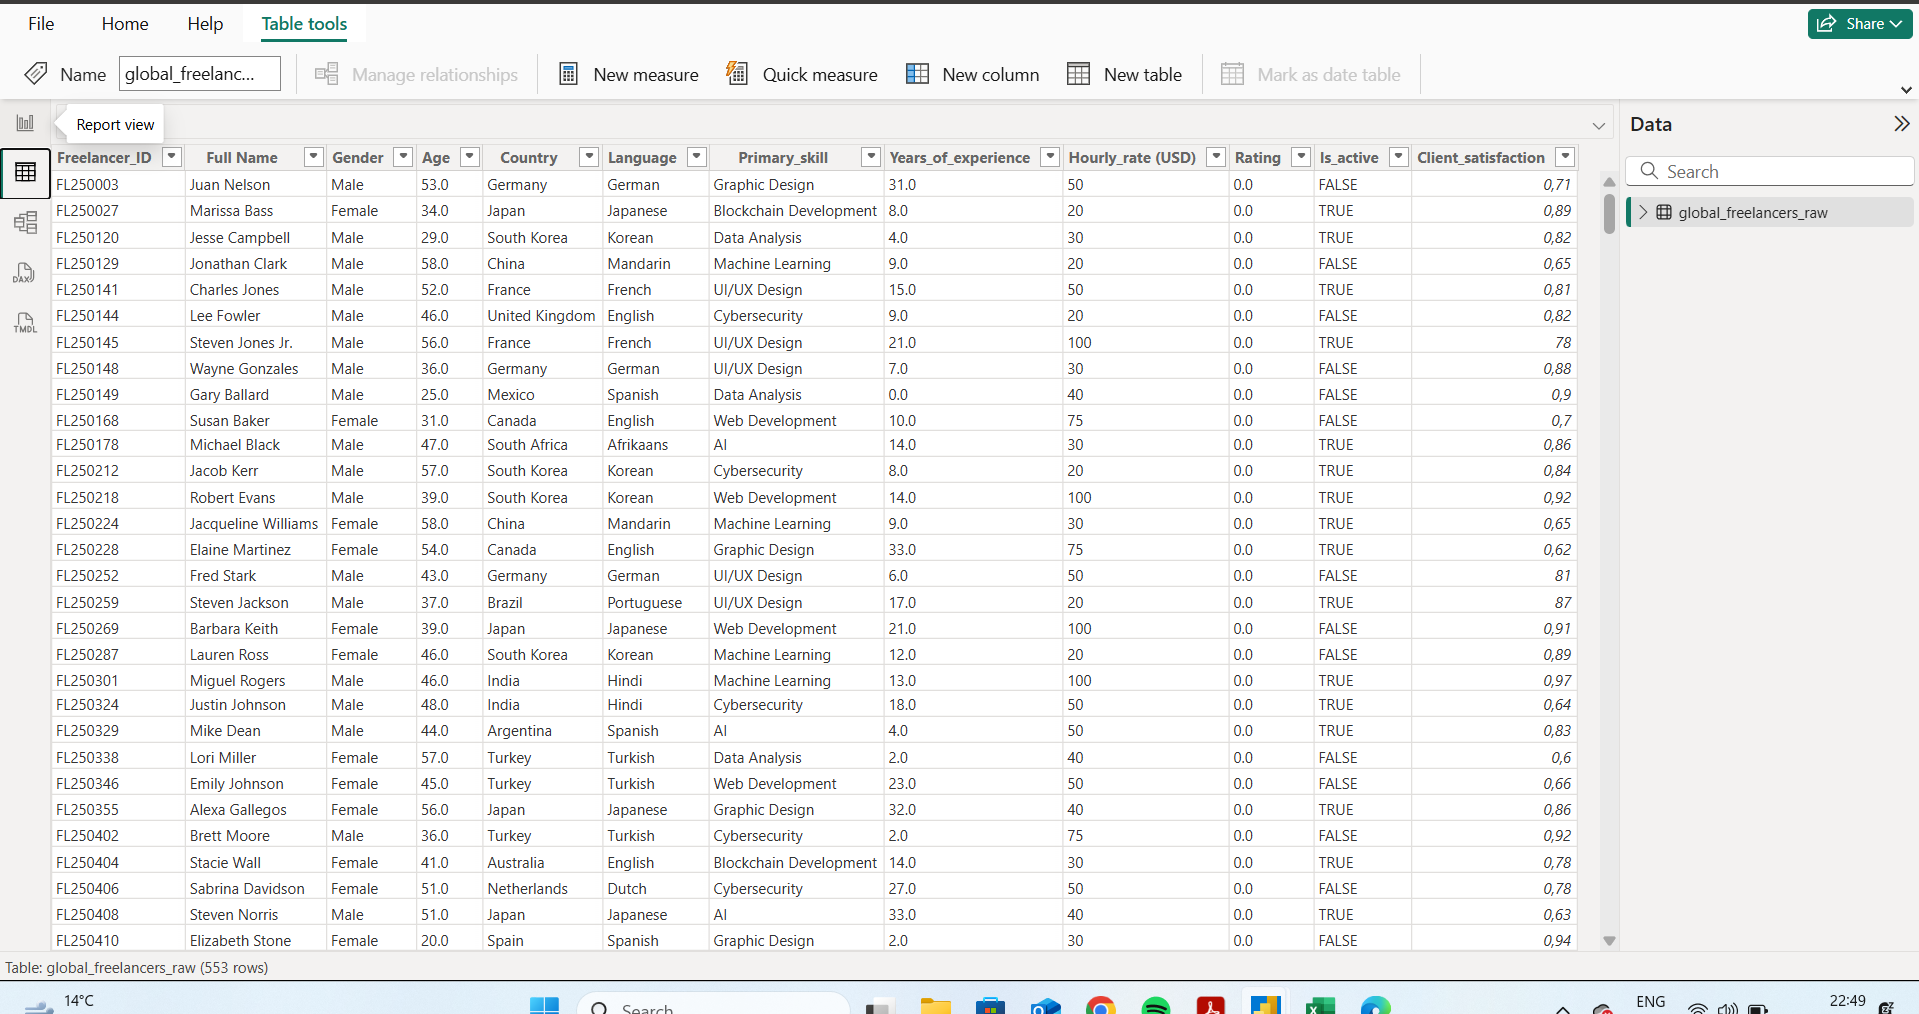 File Home Help Table tools Share
Name global_freelanc... Manage relationships New measure Quick measure New column New table Mark as date table
Report view
Data
Search
global_freelancers_raw
Freelancer_ID Full Name Gender Age Country Language Primary_skill Years_of_experience Hourly_rate (USD) Rating Is_active Client_satisfaction
FL250003 Juan Nelson Male 53.0 Germany German Graphic Design 31.0 50 0.0 FALSE 0,71
FL250027 Marissa Bass Female 34.0 Japan Japanese Blockchain Development 8.0 20 0.0 TRUE 0,89
FL250120 Jesse Campbell Male 29.0 South Korea Korean Data Analysis 4.0 30 0.0 TRUE 0,82
FL250129 Jonathan Clark Male 58.0 China Mandarin Machine Learning 9.0 20 0.0 FALSE 0,65
FL250141 Charles Jones Male 52.0 France French UI/UX Design 15.0 50 0.0 TRUE 0,81
FL250144 Lee Fowler Male 46.0 United Kingdom English Cybersecurity 9.0 20 0.0 FALSE 0,82
FL250145 Steven Jones Jr. Male 56.0 France French UI/UX Design 21.0 100 0.0 TRUE 78
FL250148 Wayne Gonzales Male 36.0 Germany German UI/UX Design 7.0 30 0.0 FALSE 0,88
FL250149 Gary Ballard Male 25.0 Mexico Spanish Data Analysis 0.0 40 0.0 FALSE 0,9
FL250168 Susan Baker Female 31.0 Canada English Web Development 10.0 75 0.0 FALSE 0,7
FL250178 Michael Black Male 47.0 South Africa Afrikaans AI 14.0 30 0.0 TRUE 0,86
FL250212 Jacob Kerr Male 57.0 South Korea Korean Cybersecurity 8.0 20 0.0 TRUE 0,84
FL250218 Robert Evans Male 39.0 South Korea Korean Web Development 14.0 100 0.0 TRUE 0,92
FL250224 Jacqueline Williams Female 58.0 China Mandarin Machine Learning 9.0 30 0.0 TRUE 0,65
FL250228 Elaine Martinez Female 54.0 Canada English Graphic Design 33.0 75 0.0 TRUE 0,62
FL250252 Fred Stark Male 43.0 Germany German UI/UX Design 6.0 50 0.0 FALSE 81
FL250259 Steven Jackson Male 37.0 Brazil Portuguese UI/UX Design 17.0 20 0.0 TRUE 87
FL250269 Barbara Keith Female 39.0 Japan Japanese Web Development 21.0 100 0.0 FALSE 0,91
FL250287 Lauren Ross Female 46.0 South Korea Korean Machine Learning 12.0 20 0.0 FALSE 0,89
FL250301 Miguel Rogers Male 46.0 India Hindi Machine Learning 13.0 100 0.0 TRUE 0,97
FL250324 Justin Johnson Male 48.0 India Hindi Cybersecurity 18.0 50 0.0 TRUE 0,64
FL250329 Mike Dean Male 44.0 Argentina Spanish AI 4.0 50 0.0 TRUE 0,83
FL250338 Lori Miller Female 57.0 Turkey Turkish Data Analysis 2.0 40 0.0 FALSE 0,6
FL250346 Emily Johnson Female 45.0 Turkey Turkish Web Development 23.0 50 0.0 FALSE 0,66
FL250355 Alexa Gallegos Female 56.0 Japan Japanese Graphic Design 32.0 40 0.0 TRUE 0,86
FL250402 Brett Moore Male 36.0 Turkey Turkish Cybersecurity 2.0 75 0.0 FALSE 0,92
FL250404 Stacie Wall Female 41.0 Australia English Blockchain Development 14.0 30 0.0 TRUE 0,78
FL250406 Sabrina Davidson Female 51.0 Netherlands Dutch Cybersecurity 27.0 50 0.0 FALSE 0,78
FL250408 Steven Norris Male 51.0 Japan Japanese AI 33.0 40 0.0 TRUE 0,63
FL250410 Elizabeth Stone Female 20.0 Spain Spanish Graphic Design 2.0 30 0.0 FALSE 0,94
DAX
TMDL
Table: global_freelancers_raw (553 rows)
14°C Search ENG 22:49